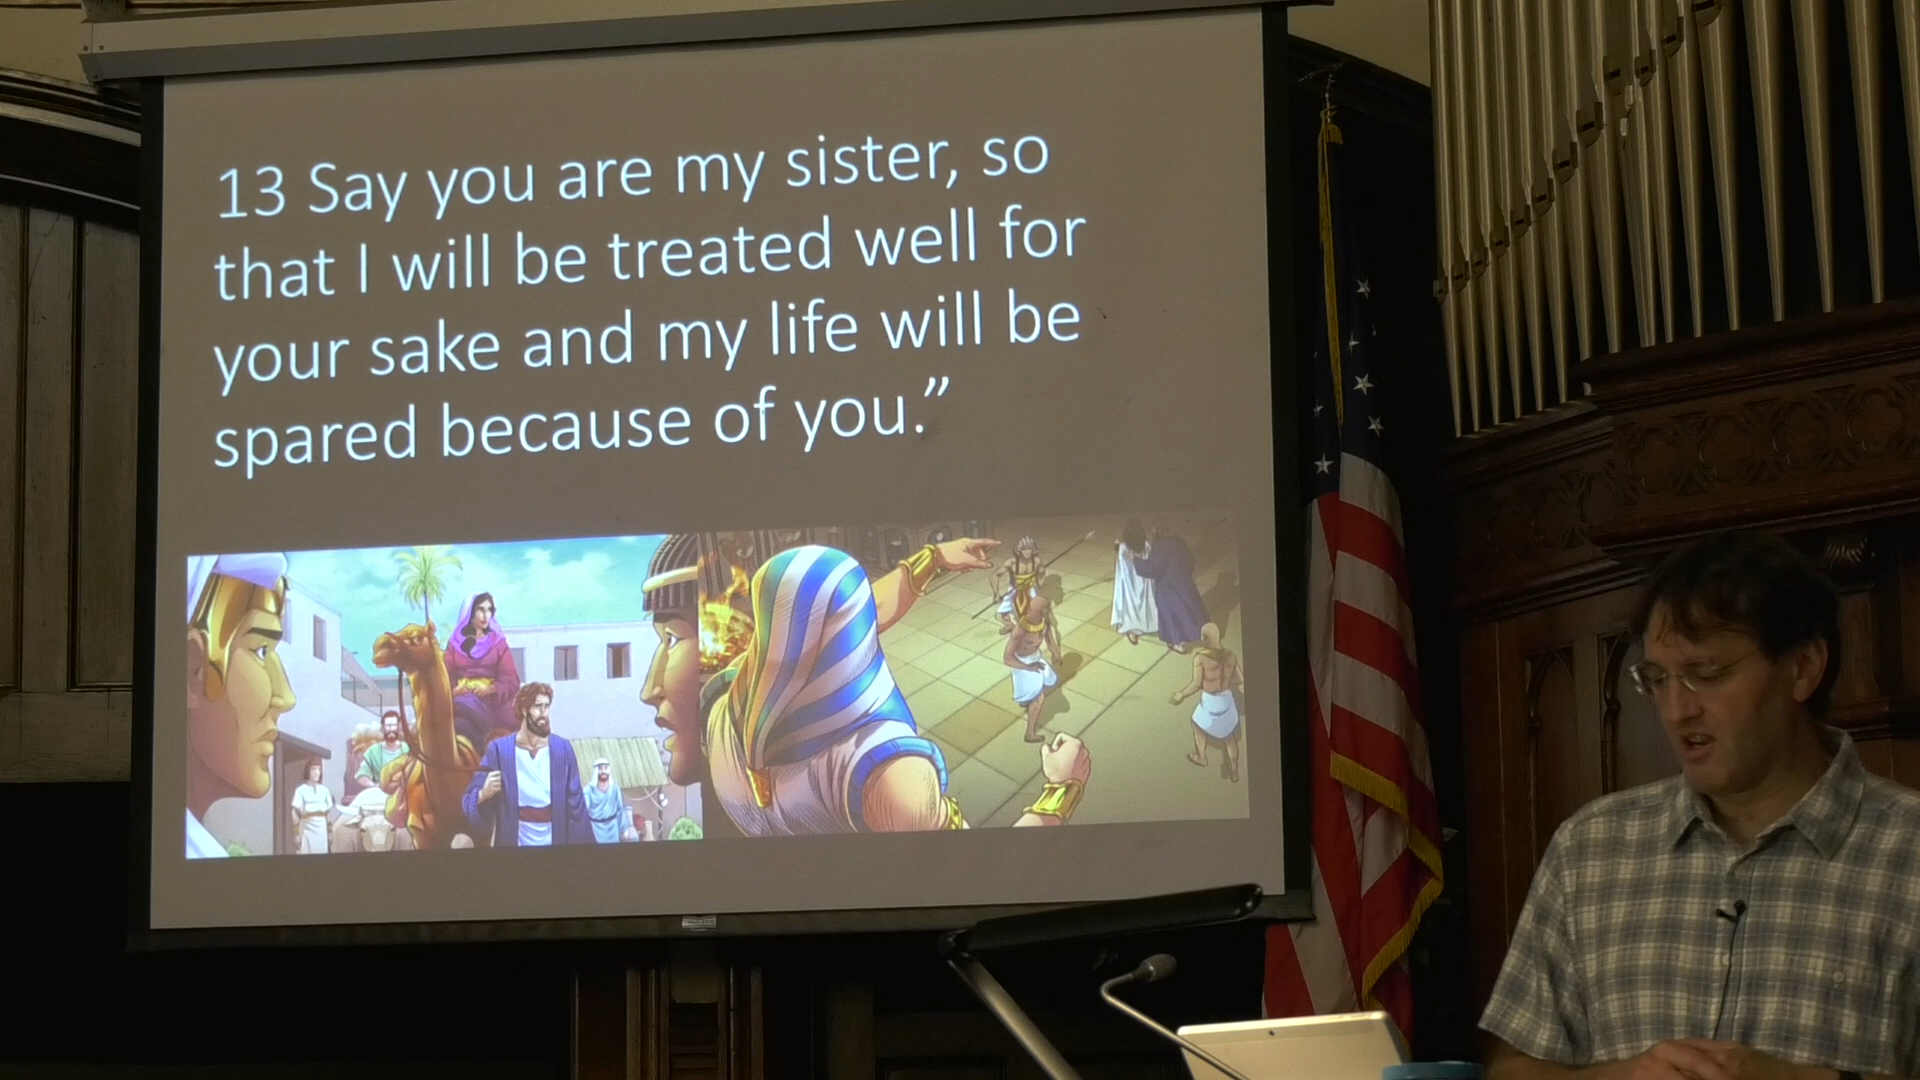 13 Say you are my sister, so
that I will be treated well for
your sake and my life will be
spared because of you.”